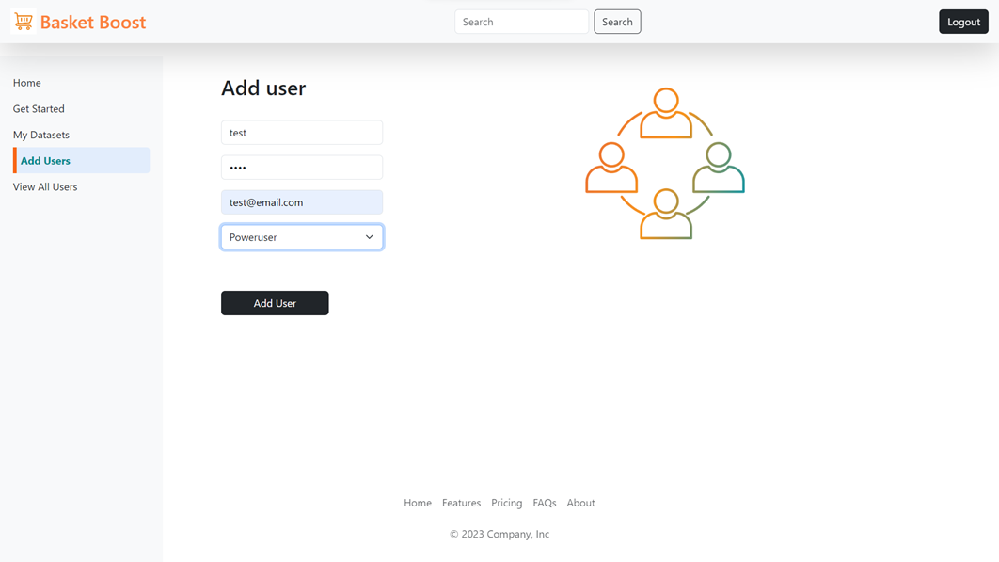 Basket Boost
Search
Search
Logout
Home
Get Started
My Datasets
Add Users
View All Users
Add user
test
••••
test@email.com
Poweruser
Add User
Home Features Pricing FAQs About
© 2023 Company, Inc